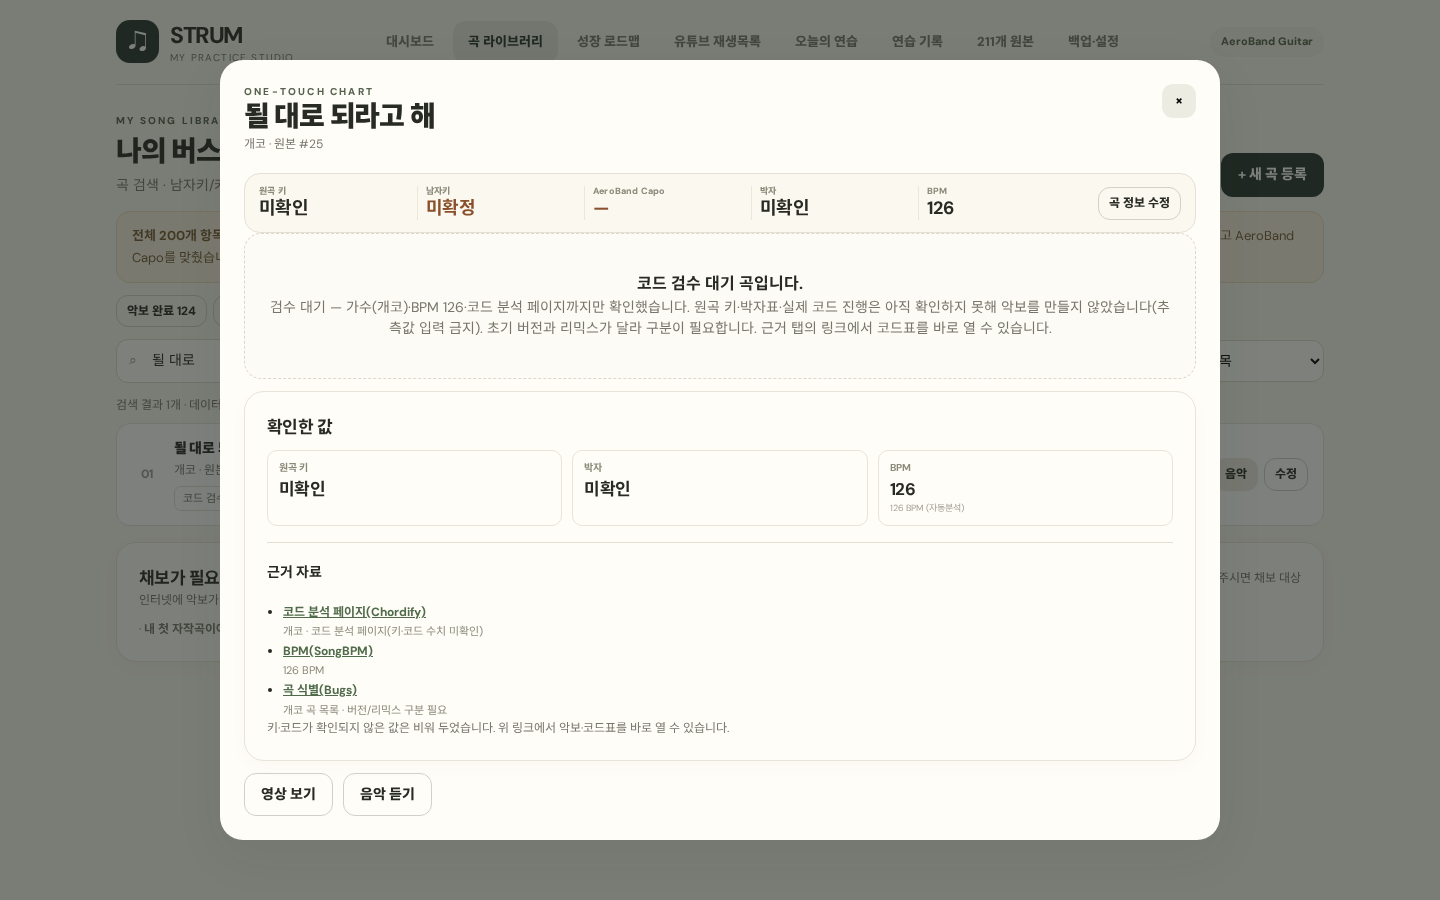 STRUM
MY PRACTICE STUDIO
대시보드
곡 라이브러리
성장 로드맵
유튜브 재생목록
오늘의 연습
연습 기록
211개 원본
백업·설정
AeroBand Guitar
MY SONG LIBRA
나의 버스
곡 검색 · 남자키/
+ 새 곡 등록
전체 200개 항목
고 AeroBand
Capo를 맞췄습니
악보 완료 124
될 대로
목
검색 결과 1개 · 데이터
01
될 대로
개코 · 원본
코드 검수
음악
수정
채보가 필요
인터넷에 악보가
주시면 채보 대상
· 내 첫 자작곡이
ONE-TOUCH CHART
될 대로 되라고 해
개코 · 원본 #25
×
원곡 키
미확인
남자키
미확정
AeroBand Capo
—
박자
미확인
BPM
126
곡 정보 수정
코드 검수 대기 곡입니다.
검수 대기 — 가수(개코)·BPM 126·코드 분석 페이지까지만 확인했습니다. 원곡 키·박자표·실제 코드 진행은 아직 확인하지 못해 악보를 만들지 않았습니다(추
측값 입력 금지). 초기 버전과 리믹스가 달라 구분이 필요합니다. 근거 탭의 링크에서 코드표를 바로 열 수 있습니다.
확인한 값
원곡 키
미확인
박자
미확인
BPM
126
126 BPM (자동분석)
근거 자료
• 코드 분석 페이지(Chordify)
개코 · 코드 분석 페이지(키·코드 수치 미확인)
• BPM(SongBPM)
126 BPM
• 곡 식별(Bugs)
개코 곡 목록 · 버전/리믹스 구분 필요
키·코드가 확인되지 않은 값은 비워 두었습니다. 위 링크에서 악보·코드표를 바로 열 수 있습니다.
영상 보기
음악 듣기